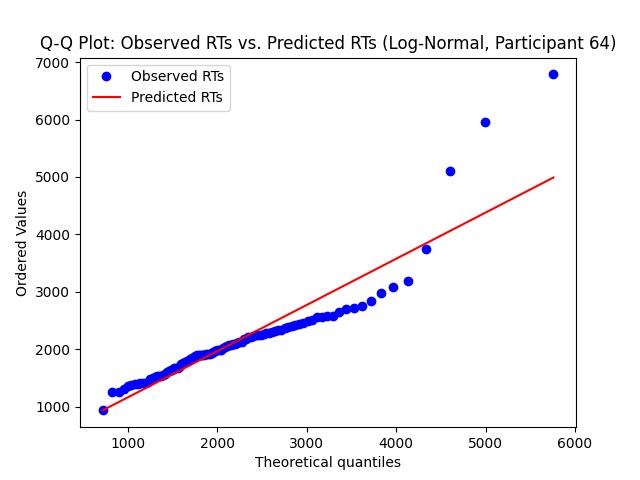 Q-Q Plot: Observed RTs vs. Predicted RTs (Log-Normal, Participant 64)
Observed RTs
Predicted RTs
Ordered Values
7000
6000
5000
4000
3000
2000
1000
1000 2000 3000 4000 5000 6000
Theoretical quantiles